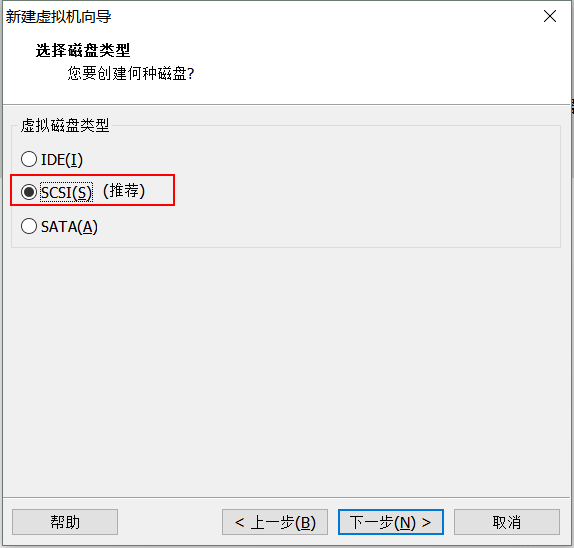 新建虚拟机向导
选择磁盘类型
您要创建何种磁盘?
虚拟磁盘类型
IDE(I)
SCSI(S) (推荐)
SATA(A)
帮助 < 上一步(B) 下一步(N) > 取消